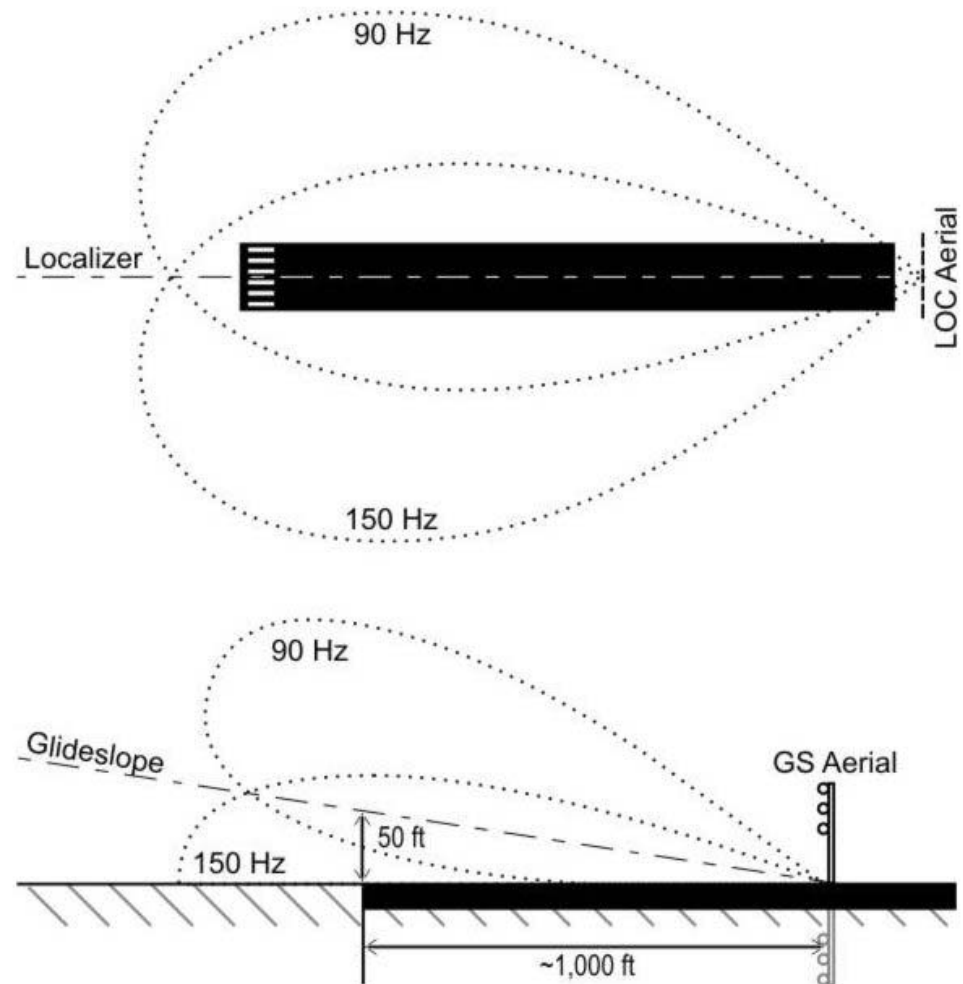 90 Hz
Localizer
LOC Aerial
150 Hz
90 Hz
Glideslope
GS Aerial
50 ft
150 Hz
~1,000 ft